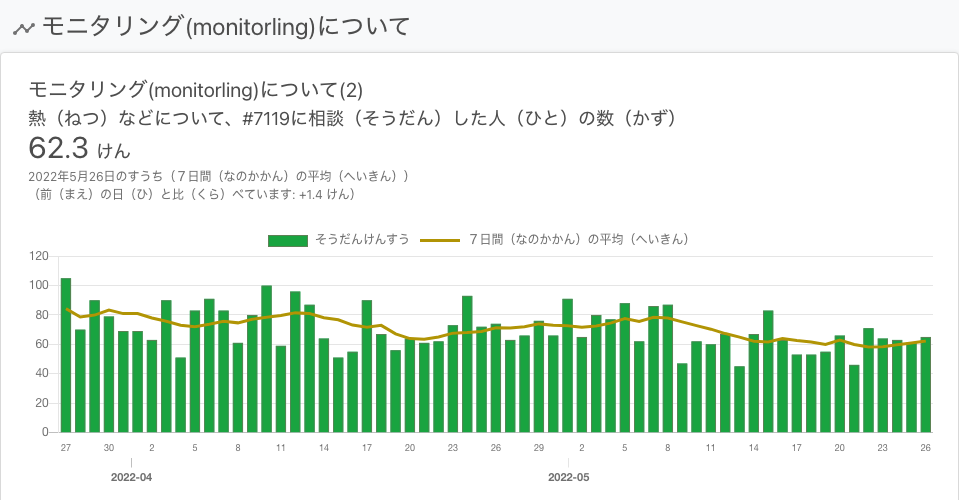 モニタリング(monitorling)について
モニタリング(monitorling)について(2)
熱（ねつ）などについて、#7119に相談（そうだん）した人（ひと）の数（かず）
62.3 けん
2022年5月26日のすうち（７日間（なのかかん）の平均（へいきん））
（前（まえ）の日（ひ）と比（くら）べています: +1.4 けん）
そうだんけんすう ７日間（なのかかん）の平均（へいきん）
120
100
80
60
40
20
0
27 30 2 5 8 11 14 17 20 23 26 29 2 5 8 11 14 17 20 23 26
2022-04 2022-05